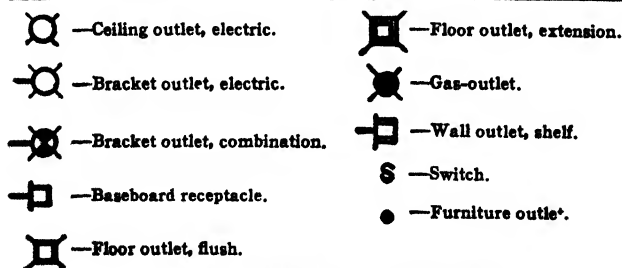 —Ceiling outlet, electric.
—Bracket outlet, electric.
—Bracket outlet, combination.
—Baseboard receptacle.
—Floor outlet, flush.
—Floor outlet, extension.
—Gas-outlet.
—Wall outlet, shelf.
S —Switch.
—Furniture outle⁺.